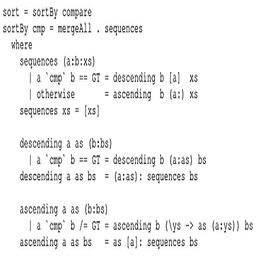 sort = sortBy compare
sortBy cmp = mergeAll . sequences
where
sequences (a:b:xs)
| a `cmp` b == GT = descending b [a] xs
| otherwise = ascending b (a:) xs
sequences xs = [xs]
descending a as (b:bs)
| a `cmp` b == GT = descending b (a:as) bs
descending a as bs = (a:as): sequences bs
ascending a as (b:bs)
| a `cmp` b /= GT = ascending b (\ys -> as (a:ys)) bs
ascending a as bs = as [a]: sequences bs